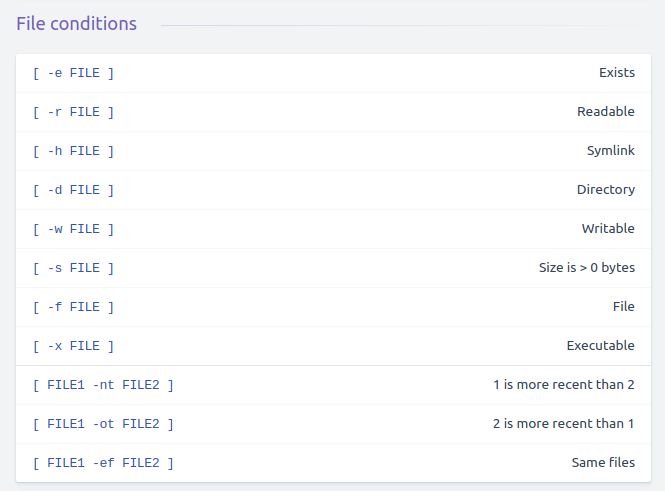 File conditions
[ -e FILE ] Exists
[ -r FILE ] Readable
[ -h FILE ] Symlink
[ -d FILE ] Directory
[ -w FILE ] Writable
[ -s FILE ] Size is > 0 bytes
[ -f FILE ] File
[ -x FILE ] Executable
[ FILE1 -nt FILE2 ] 1 is more recent than 2
[ FILE1 -ot FILE2 ] 2 is more recent than 1
[ FILE1 -ef FILE2 ] Same files